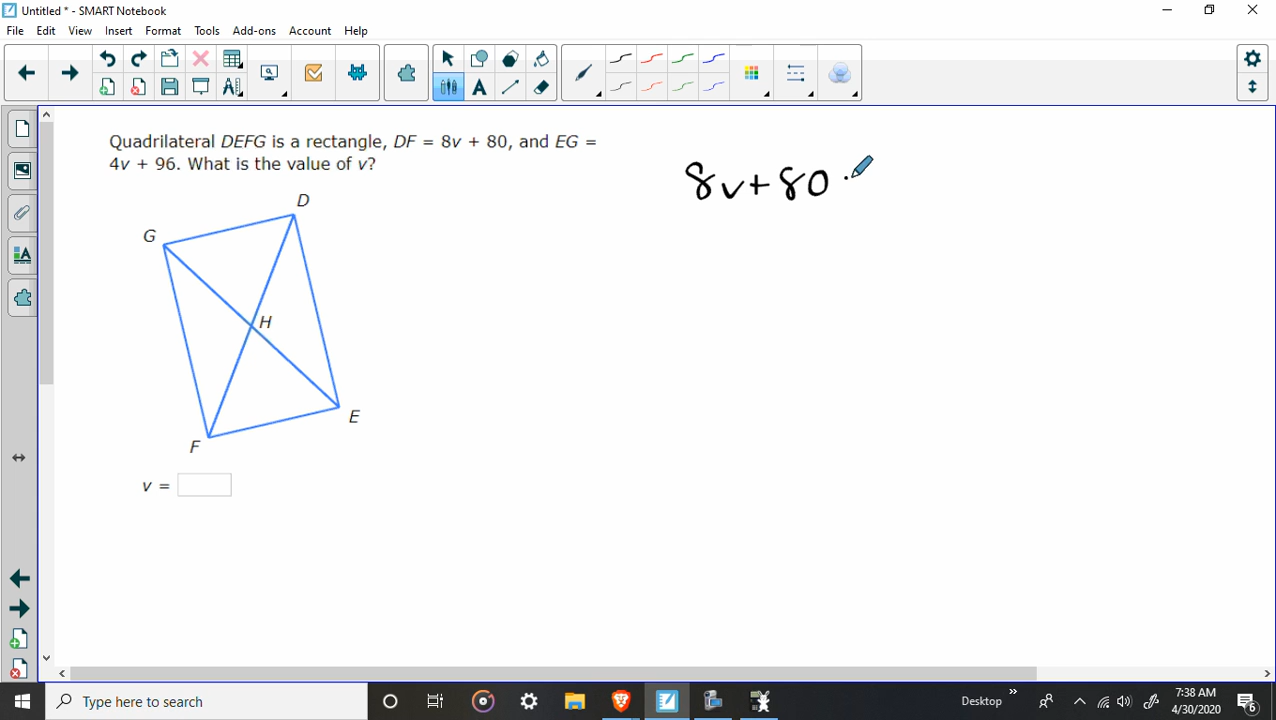 Untitled * - SMART Notebook
File Edit View Insert Format Tools Add-ons Account Help
Quadrilateral DEFG is a rectangle, DF = 8v + 80, and EG =
4v + 96. What is the value of v?
8v+80
D
G
H
E
F
v =
Type here to search
Desktop
7:38 AM
4/30/2020
6